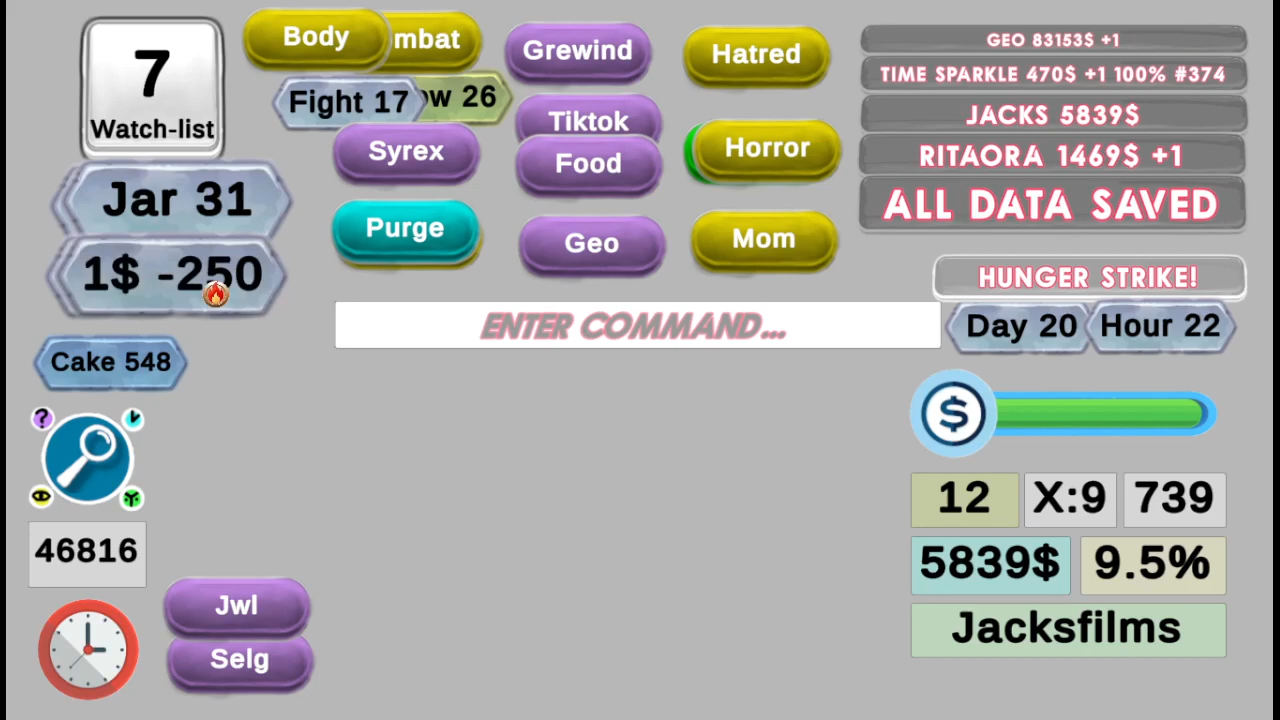 7
Watch-list
Jar 31
1$ -250
Cake 548
?
46816
Body
mbat
Fight 17
ow 26
Syrex
Purge
Grewind
Tiktok
Food
Geo
Hatred
Horror
Mom
GEO 83153$ +1
TIME SPARKLE 470$ +1 100% #374
JACKS 5839$
RITAORA 1469$ +1
ALL DATA SAVED
HUNGER STRIKE!
ENTER COMMAND...
Day 20
Hour 22
$
12
X:9
739
5839$
9.5%
Jacksfilms
Jwl
Selg